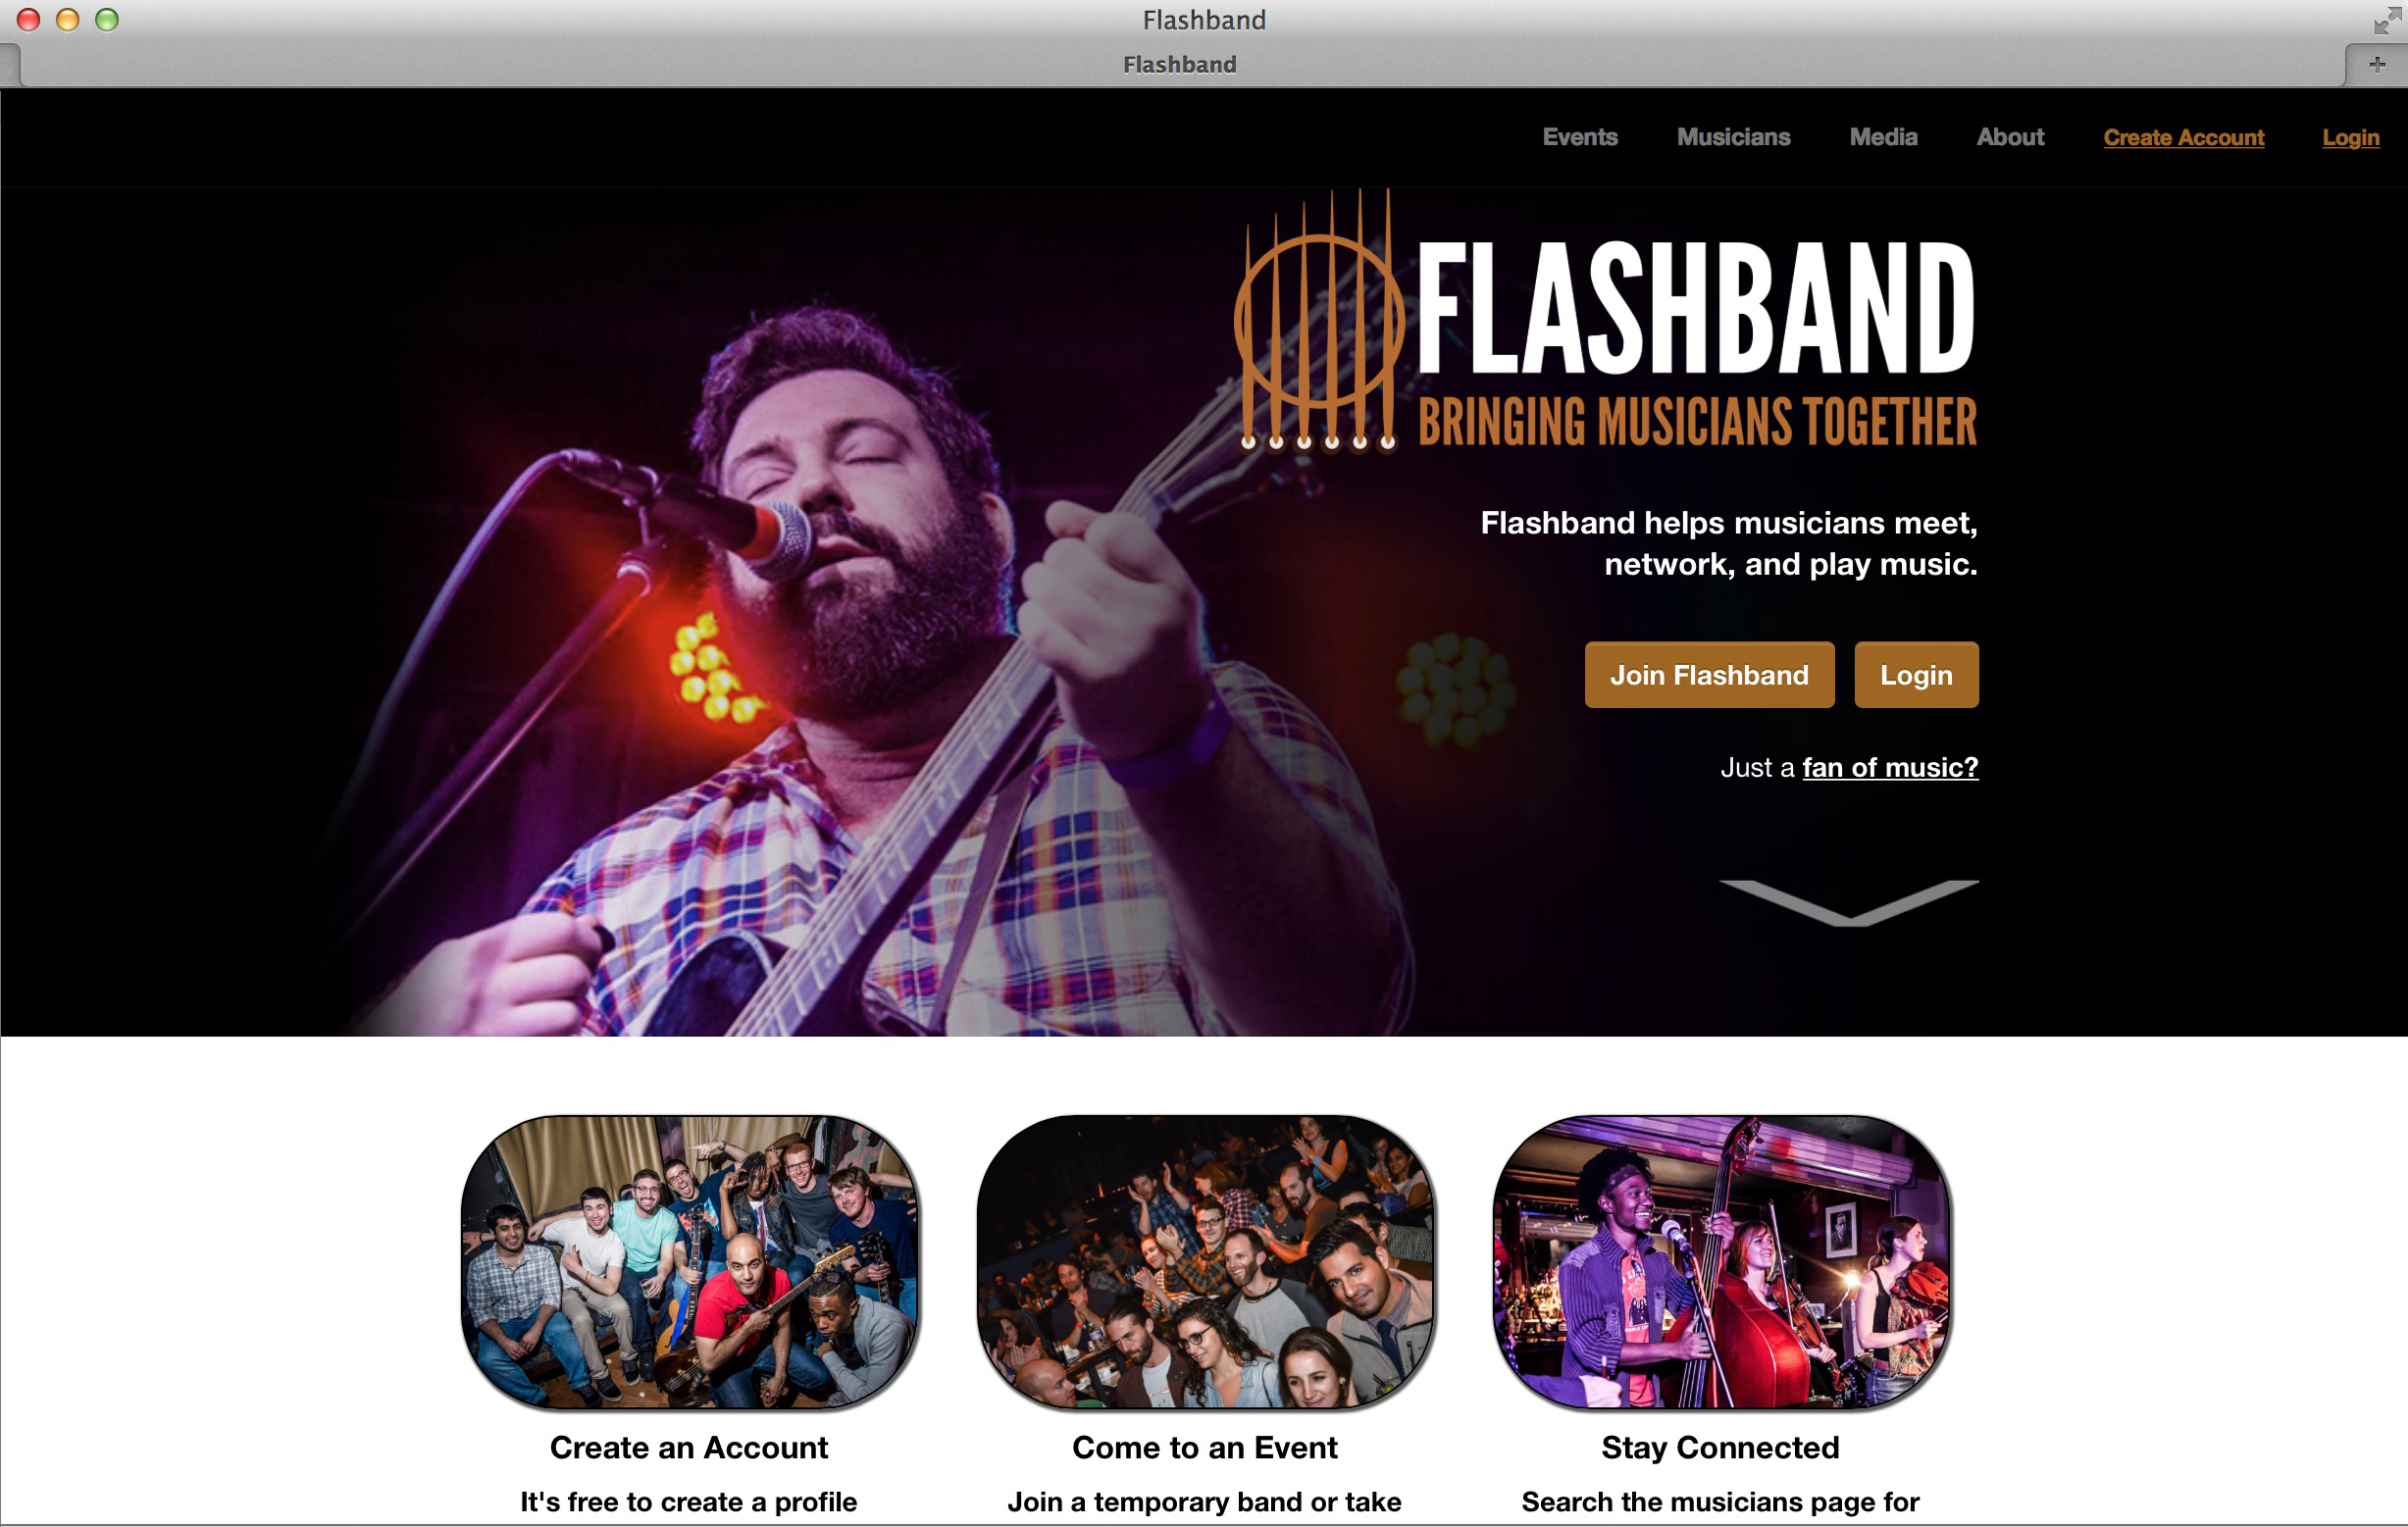 Flashband
Flashband
Events Musicians Media About Create Account Login
FLASHBAND
BRINGING MUSICIANS TOGETHER
Flashband helps musicians meet,
network, and play music.
Join Flashband Login
Just a fan of music?
Create an Account
It's free to create a profile
Come to an Event
Join a temporary band or take
Stay Connected
Search the musicians page for